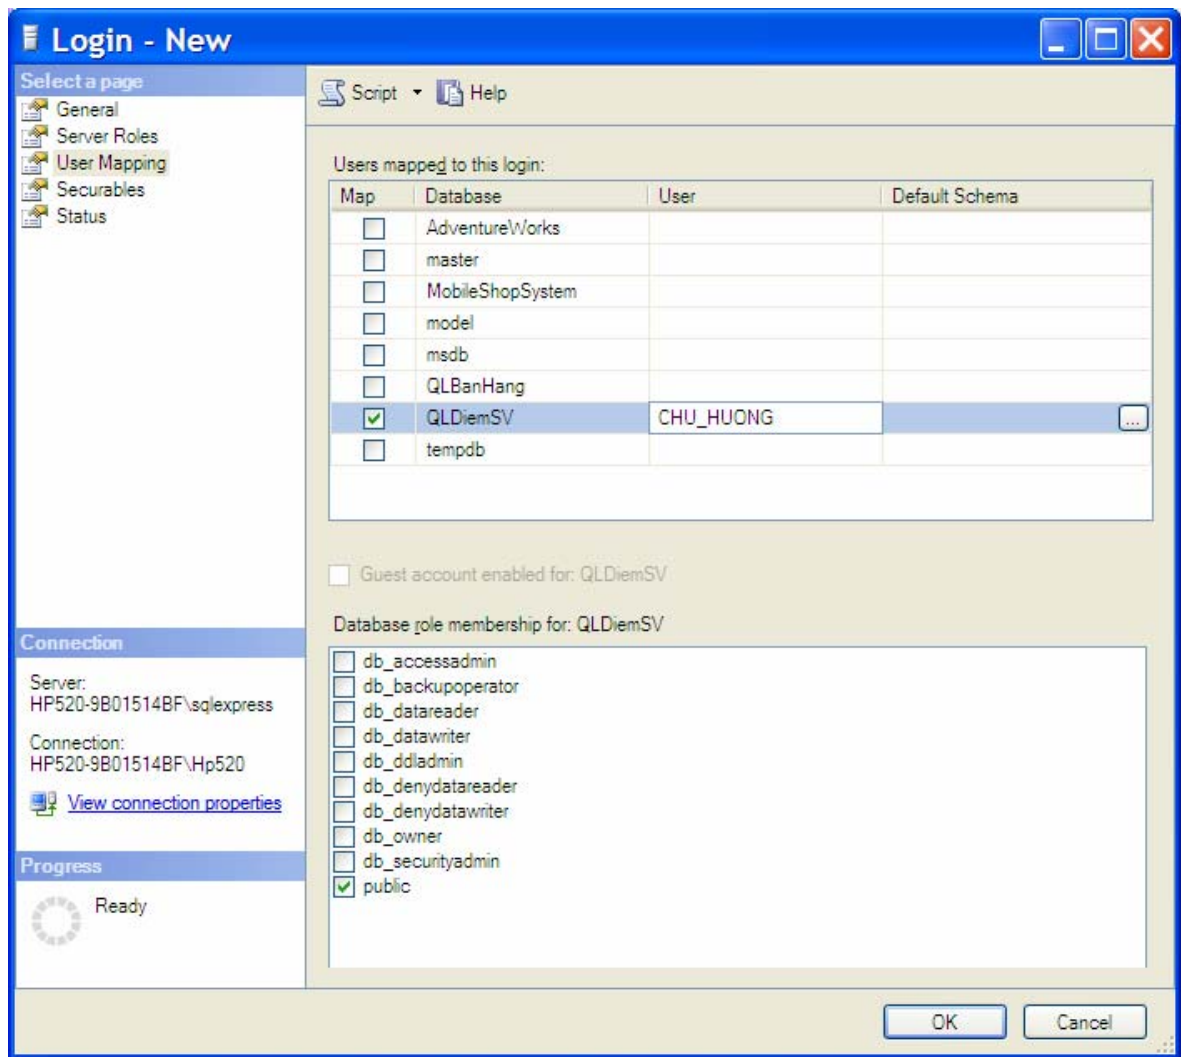 Login - New
Select a page
General
Server Roles
User Mapping
Securables
Status
Script Help
Users mapped to this login:
Map Database User Default Schema
AdventureWorks
master
MobileShopSystem
model
msdb
QLBanHang
QLDiemSV CHU_HUONG ...
tempdb
Guest account enabled for: QLDiemSV
Database role membership for: QLDiemSV
db_accessadmin
db_backupoperator
db_datareader
db_datawriter
db_ddladmin
db_denydatareader
db_denydatawriter
db_owner
db_securityadmin
public
Connection
Server:
HP520-9B01514BF\sqlexpress
Connection:
HP520-9B01514BF\Hp520
View connection properties
Progress
Ready
OK Cancel